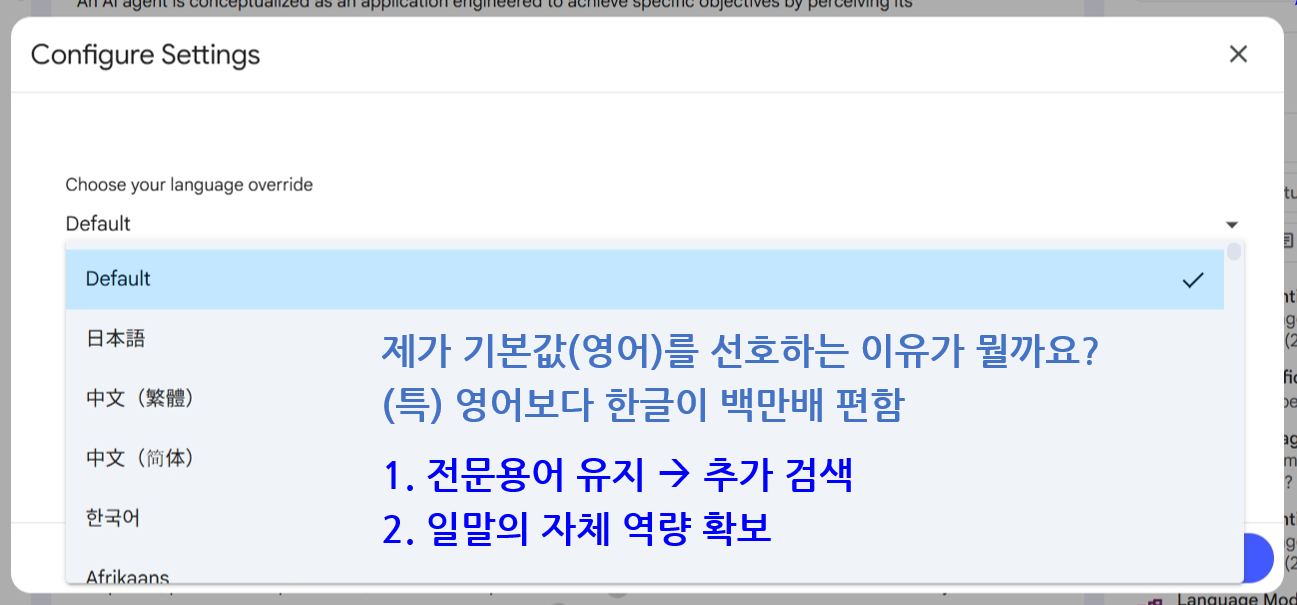 An AI agent is conceptualized as an application engineered to achieve specific objectives by perceiving its
Configure Settings
Choose your language override
Default
Default
日本語
中文（繁體）
中文（简体）
한국어
Afrikaans
제가 기본값(영어)를 선호하는 이유가 뭘까요?
(특) 영어보다 한글이 백만배 편함
1. 전문용어 유지 → 추가 검색
2. 일말의 자체 역량 확보
Language Mod